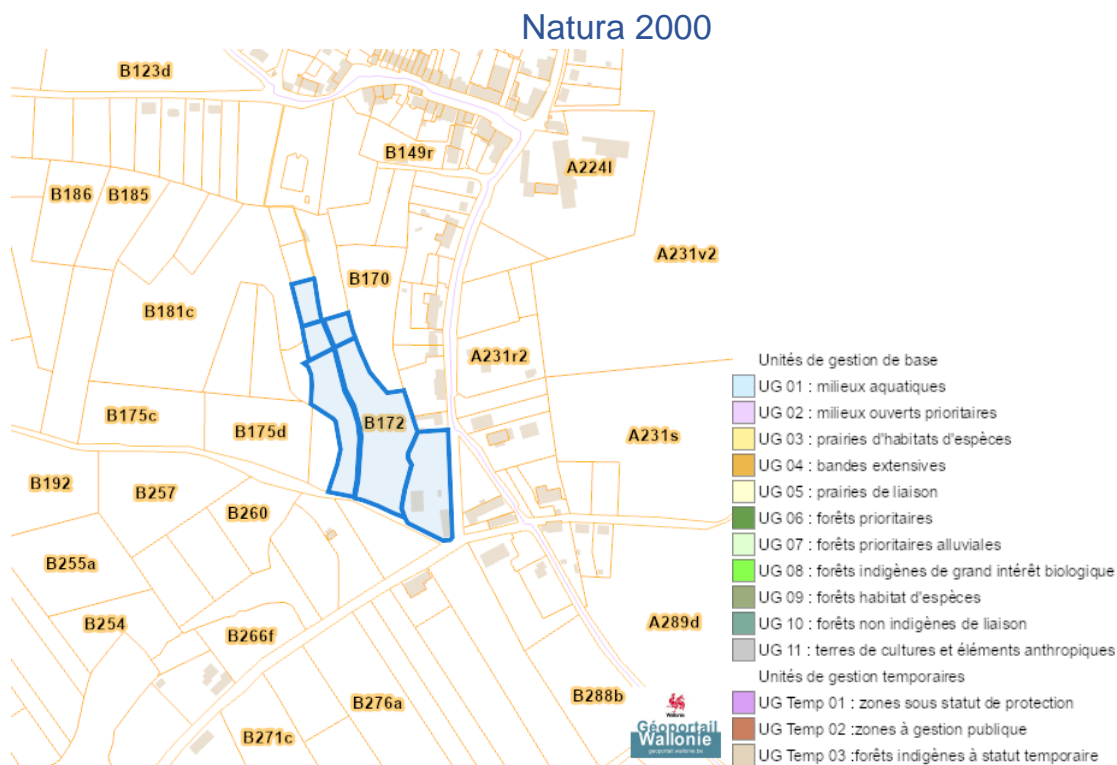 Natura 2000
B123d
B149r
A224l
B186
B185
A231v2
B170
B181c
A231r2
Unités de gestion de base
UG 01 : milieux aquatiques
UG 02 : milieux ouverts prioritaires
B175c
B172
B175d
A231s
UG 03 : prairies d'habitats d'espèces
UG 04 : bandes extensives
B192
B257
UG 05 : prairies de liaison
B260
UG 06 : forêts prioritaires
UG 07 : forêts prioritaires alluviales
B255a
UG 08 : forêts indigènes de grand intérêt biologique
UG 09 : forêts habitat d'espèces
B254
B266f
A289d
UG 10 : forêts non indigènes de liaison
UG 11 : terres de cultures et éléments anthropiques
Unités de gestion temporaires
B276a
B288b
UG Temp 01 : zones sous statut de protection
Wallonie
Géoportail
Wallonie
geoportail.wallonie.be
B271c
UG Temp 02 :zones à gestion publique
UG Temp 03 :forêts indigènes à statut temporaire